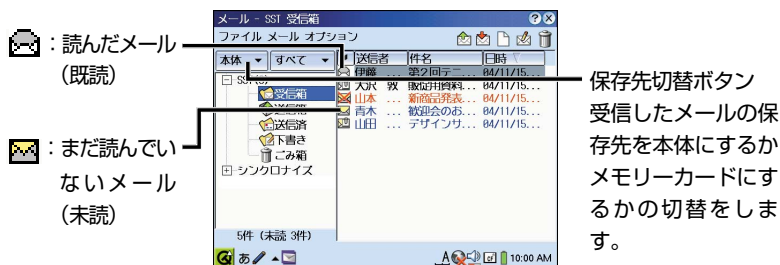 ：読んだメール
（既読）
：まだ読んでい
ないメール
（未読）
メール - SST 受信箱
ファイル メール オプション
本体 すべて
送信者 件名 日時
受信箱
送信済
下書き
ごみ箱
シンクロナイズ
伊藤 ... 第2回テニ... 04/11/15...
大沢 敦 販促用資料... 04/11/15...
山本 ... 新商品発表... 04/11/15...
青木 ... 歓迎会のお... 04/11/15...
山田 ... デザインサ... 04/11/15...
5件 (未読 3件)
あ
A
10:00 AM
保存先切替ボタン
受信したメールの保
存先を本体にするか
メモリーカードにす
るかの切替をしま
す。